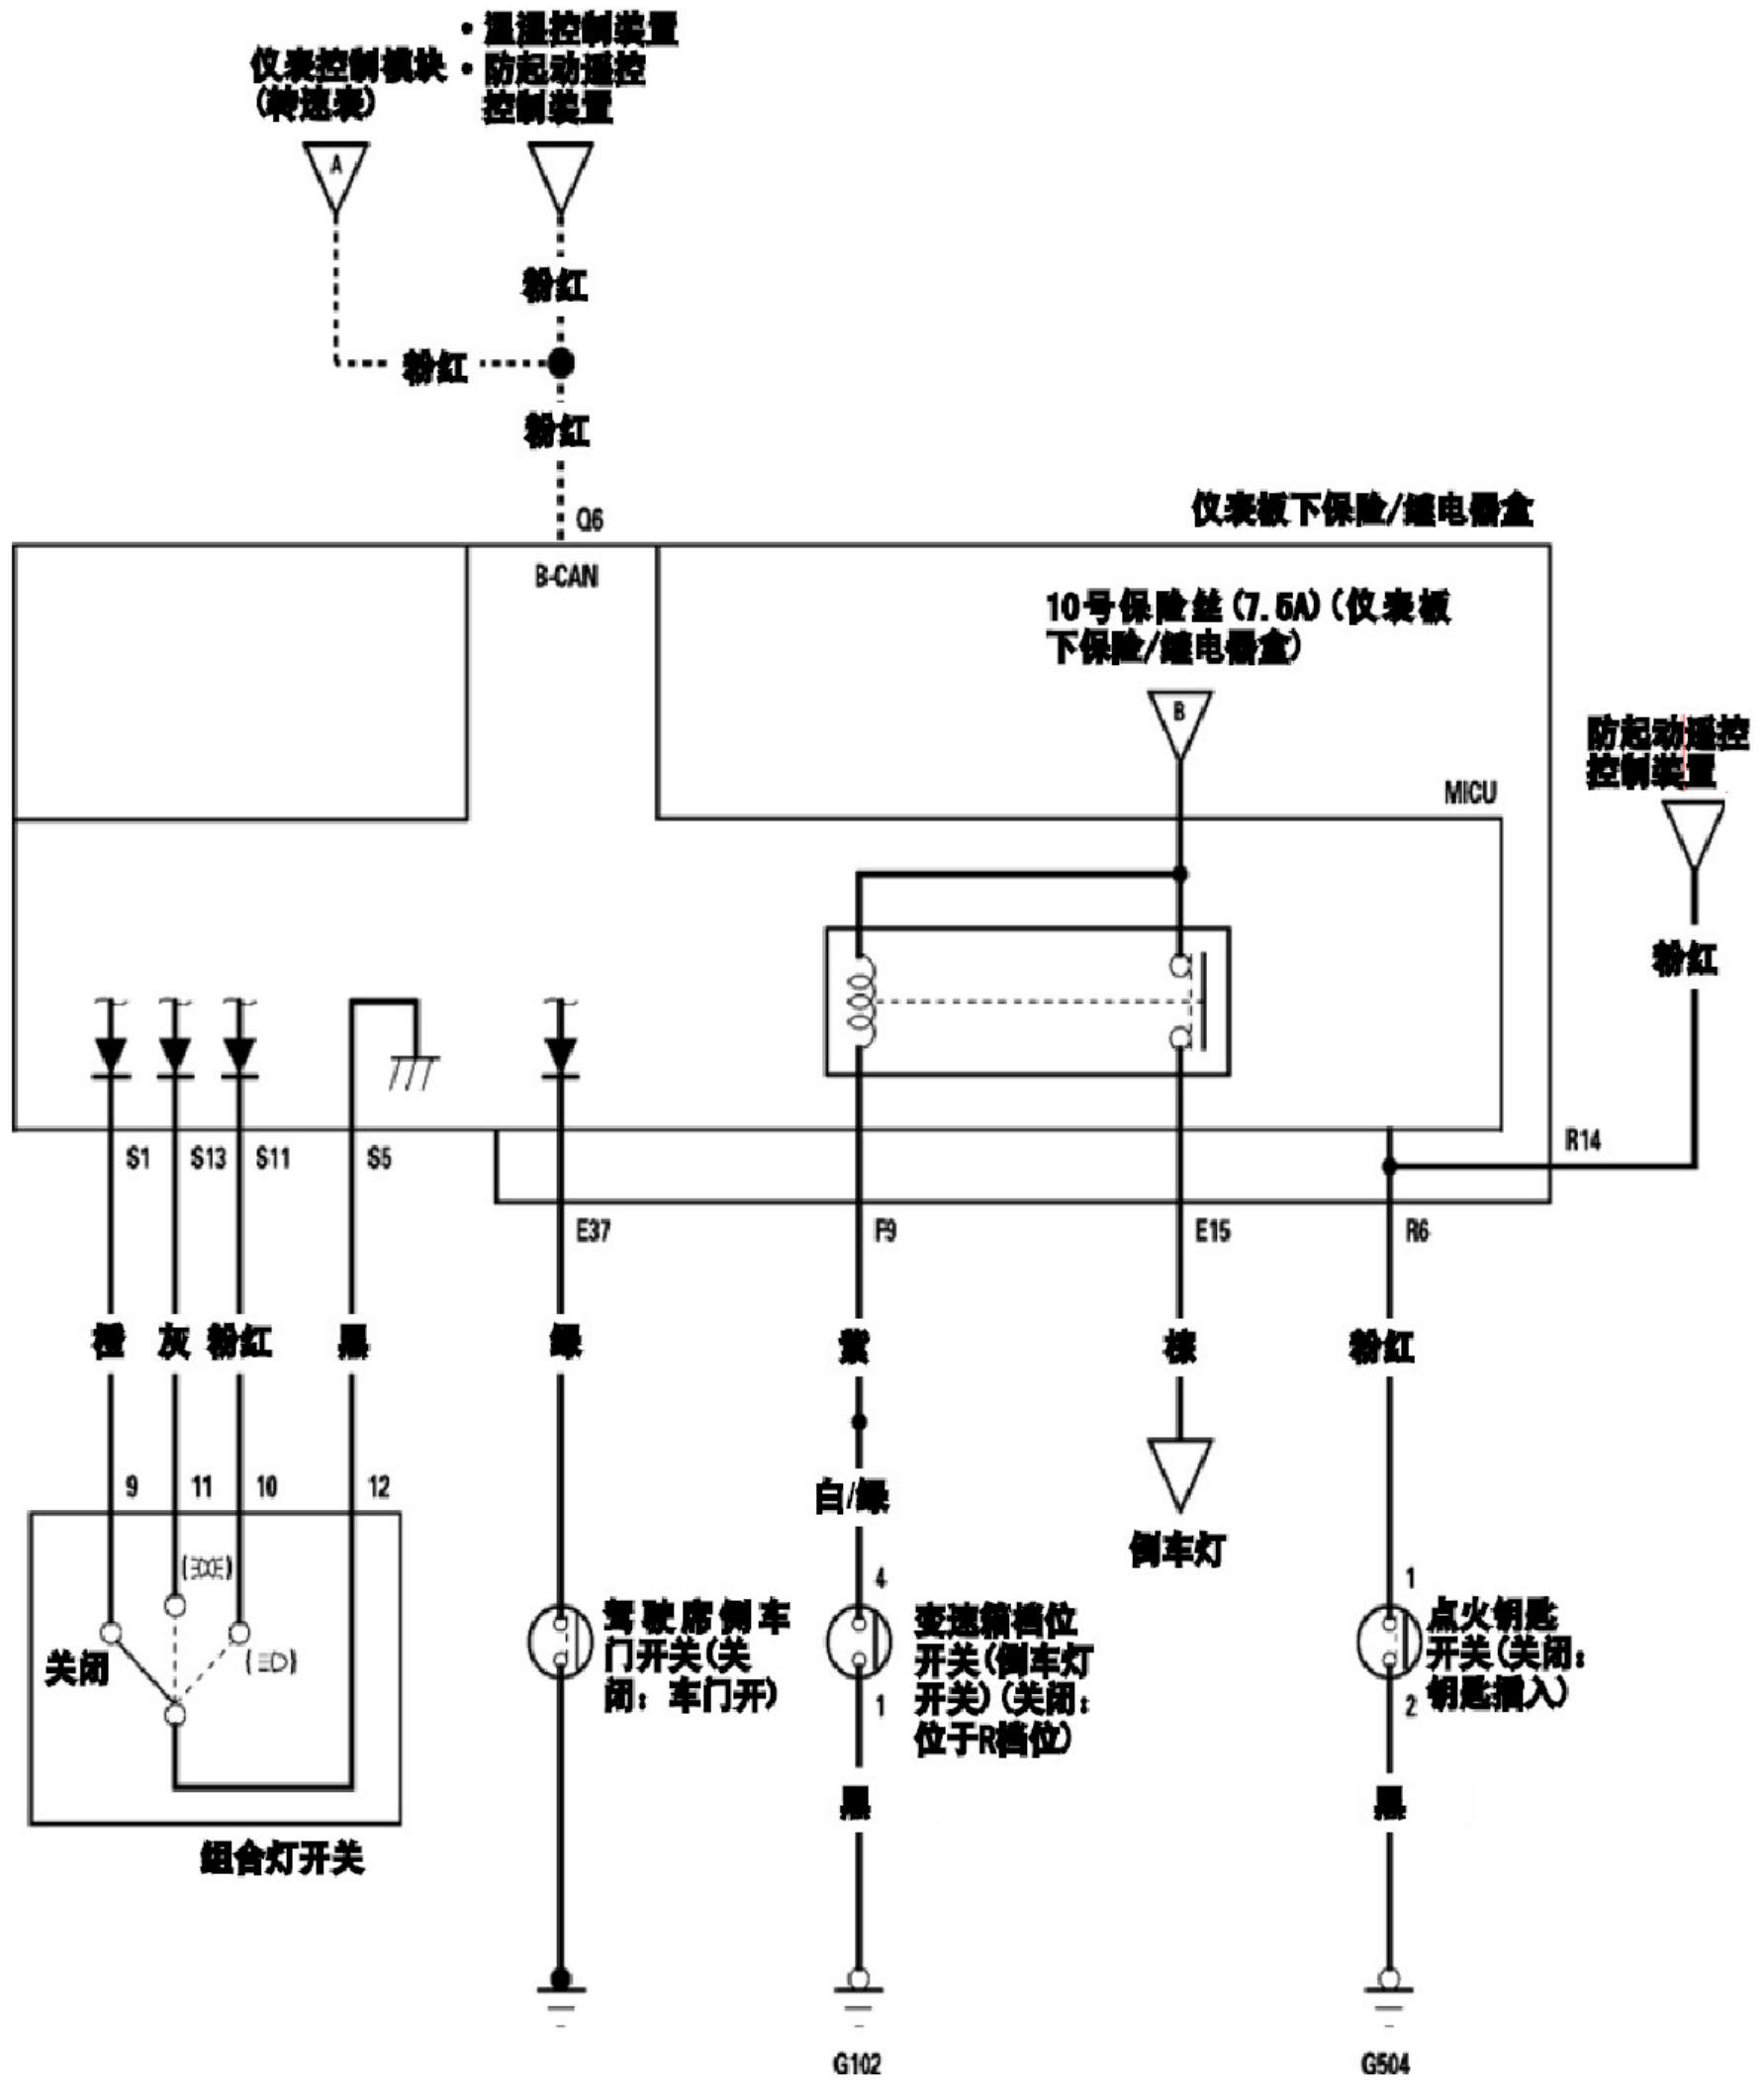 仪表控制模块
(转速表)
·温湿控制装置
·防起动遥控
控制装置
A
粉红
粉红
粉红
Q6
仪表板下保险/继电器盒
B-CAN
10号保险丝(7.5A)(仪表板
下保险/继电器盒)
B
防起动遥控
控制装置
MICU
粉红
R14
S1
S13
S11
S5
E37
F9
E15
R6
橙
灰
粉红
黑
绿
紫
棕
粉红
9
11
10
12
白/绿
倒车灯
关闭
4
1
驾驶席侧车
门开关(关
闭：车门开)
变速箱档位
开关(倒车灯
开关)(关闭：
位于R档位)
点火钥匙
开关(关闭：
钥匙插入)
1
2
黑
黑
组合灯开关
G102
G504